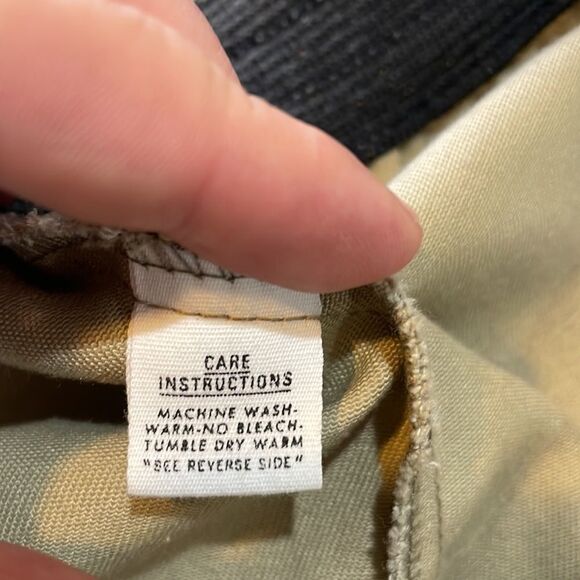 CARE
INSTRUCTIONS
MACHINE WASH-
WARM-NO BLEACH-
TUMBLE DRY WARM
"SEE REVERSE SIDE"